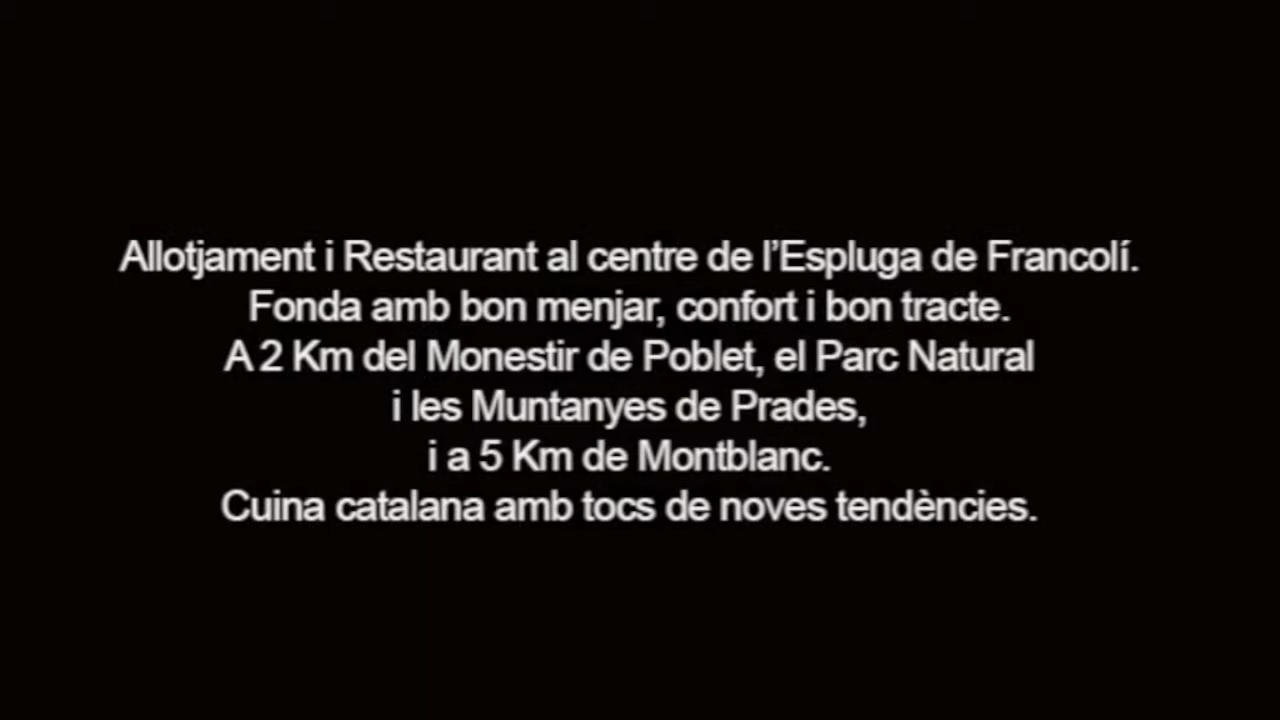 Allotjament i Restaurant al centre de l’Espluga de Francolí.
Fonda amb bon menjar, confort i bon tracte.
A 2 Km del Monestir de Poblet, el Parc Natural
i les Muntanyes de Prades,
i a 5 Km de Montblanc.
Cuina catalana amb tocs de noves tendències.